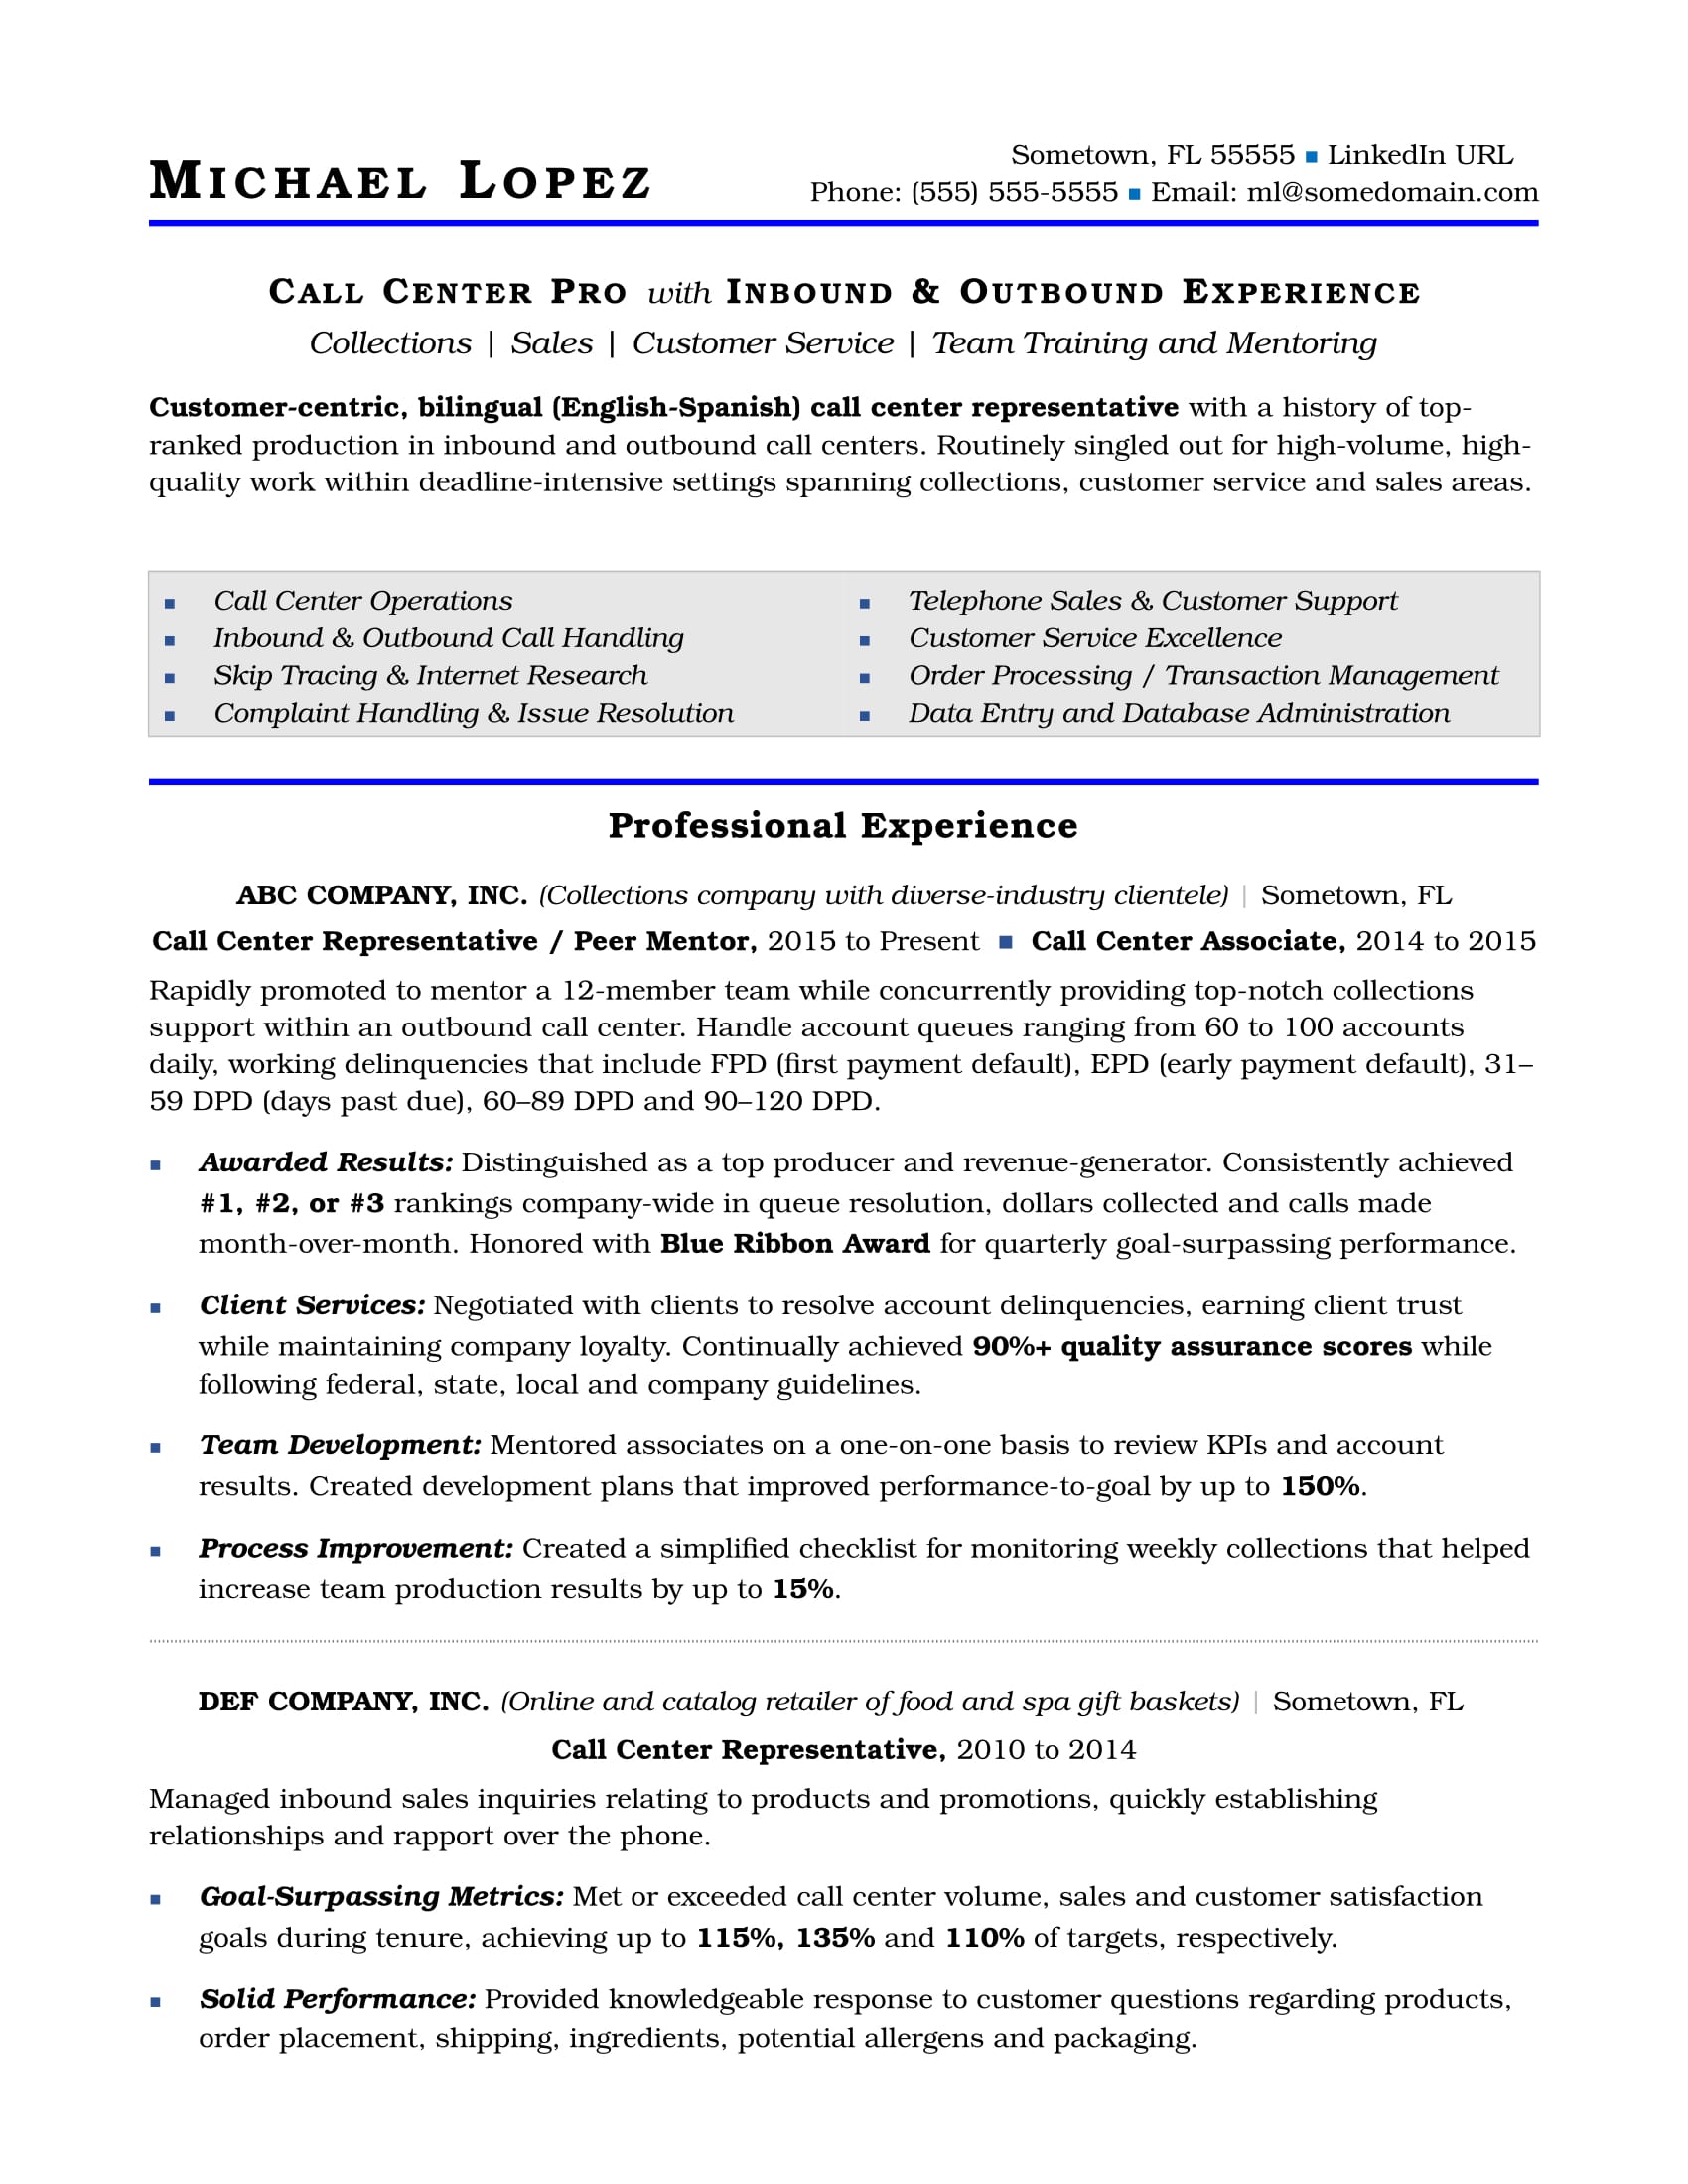 MICHAEL LOPEZ
Sometown, FL 55555 ▪ LinkedIn URL
Phone: (555) 555-5555 ▪ Email: ml@somedomain.com
CALL CENTER PRO with INBOUND & OUTBOUND EXPERIENCE
Collections | Sales | Customer Service | Team Training and Mentoring
Customer-centric, bilingual (English-Spanish) call center representative with a history of top-
ranked production in inbound and outbound call centers. Routinely singled out for high-volume, high-
quality work within deadline-intensive settings spanning collections, customer service and sales areas.
▪ Call Center Operations
▪ Inbound & Outbound Call Handling
▪ Skip Tracing & Internet Research
▪ Complaint Handling & Issue Resolution
▪ Telephone Sales & Customer Support
▪ Customer Service Excellence
▪ Order Processing / Transaction Management
▪ Data Entry and Database Administration
Professional Experience
ABC COMPANY, INC. (Collections company with diverse-industry clientele) | Sometown, FL
Call Center Representative / Peer Mentor, 2015 to Present ▪ Call Center Associate, 2014 to 2015
Rapidly promoted to mentor a 12-member team while concurrently providing top-notch collections
support within an outbound call center. Handle account queues ranging from 60 to 100 accounts
daily, working delinquencies that include FPD (first payment default), EPD (early payment default), 31–
59 DPD (days past due), 60–89 DPD and 90–120 DPD.
▪ Awarded Results: Distinguished as a top producer and revenue-generator. Consistently achieved
#1, #2, or #3 rankings company-wide in queue resolution, dollars collected and calls made
month-over-month. Honored with Blue Ribbon Award for quarterly goal-surpassing performance.
▪ Client Services: Negotiated with clients to resolve account delinquencies, earning client trust
while maintaining company loyalty. Continually achieved 90%+ quality assurance scores while
following federal, state, local and company guidelines.
▪ Team Development: Mentored associates on a one-on-one basis to review KPIs and account
results. Created development plans that improved performance-to-goal by up to 150%.
▪ Process Improvement: Created a simplified checklist for monitoring weekly collections that helped
increase team production results by up to 15%.
DEF COMPANY, INC. (Online and catalog retailer of food and spa gift baskets) | Sometown, FL
Call Center Representative, 2010 to 2014
Managed inbound sales inquiries relating to products and promotions, quickly establishing
relationships and rapport over the phone.
▪ Goal-Surpassing Metrics: Met or exceeded call center volume, sales and customer satisfaction
goals during tenure, achieving up to 115%, 135% and 110% of targets, respectively.
▪ Solid Performance: Provided knowledgeable response to customer questions regarding products,
order placement, shipping, ingredients, potential allergens and packaging.